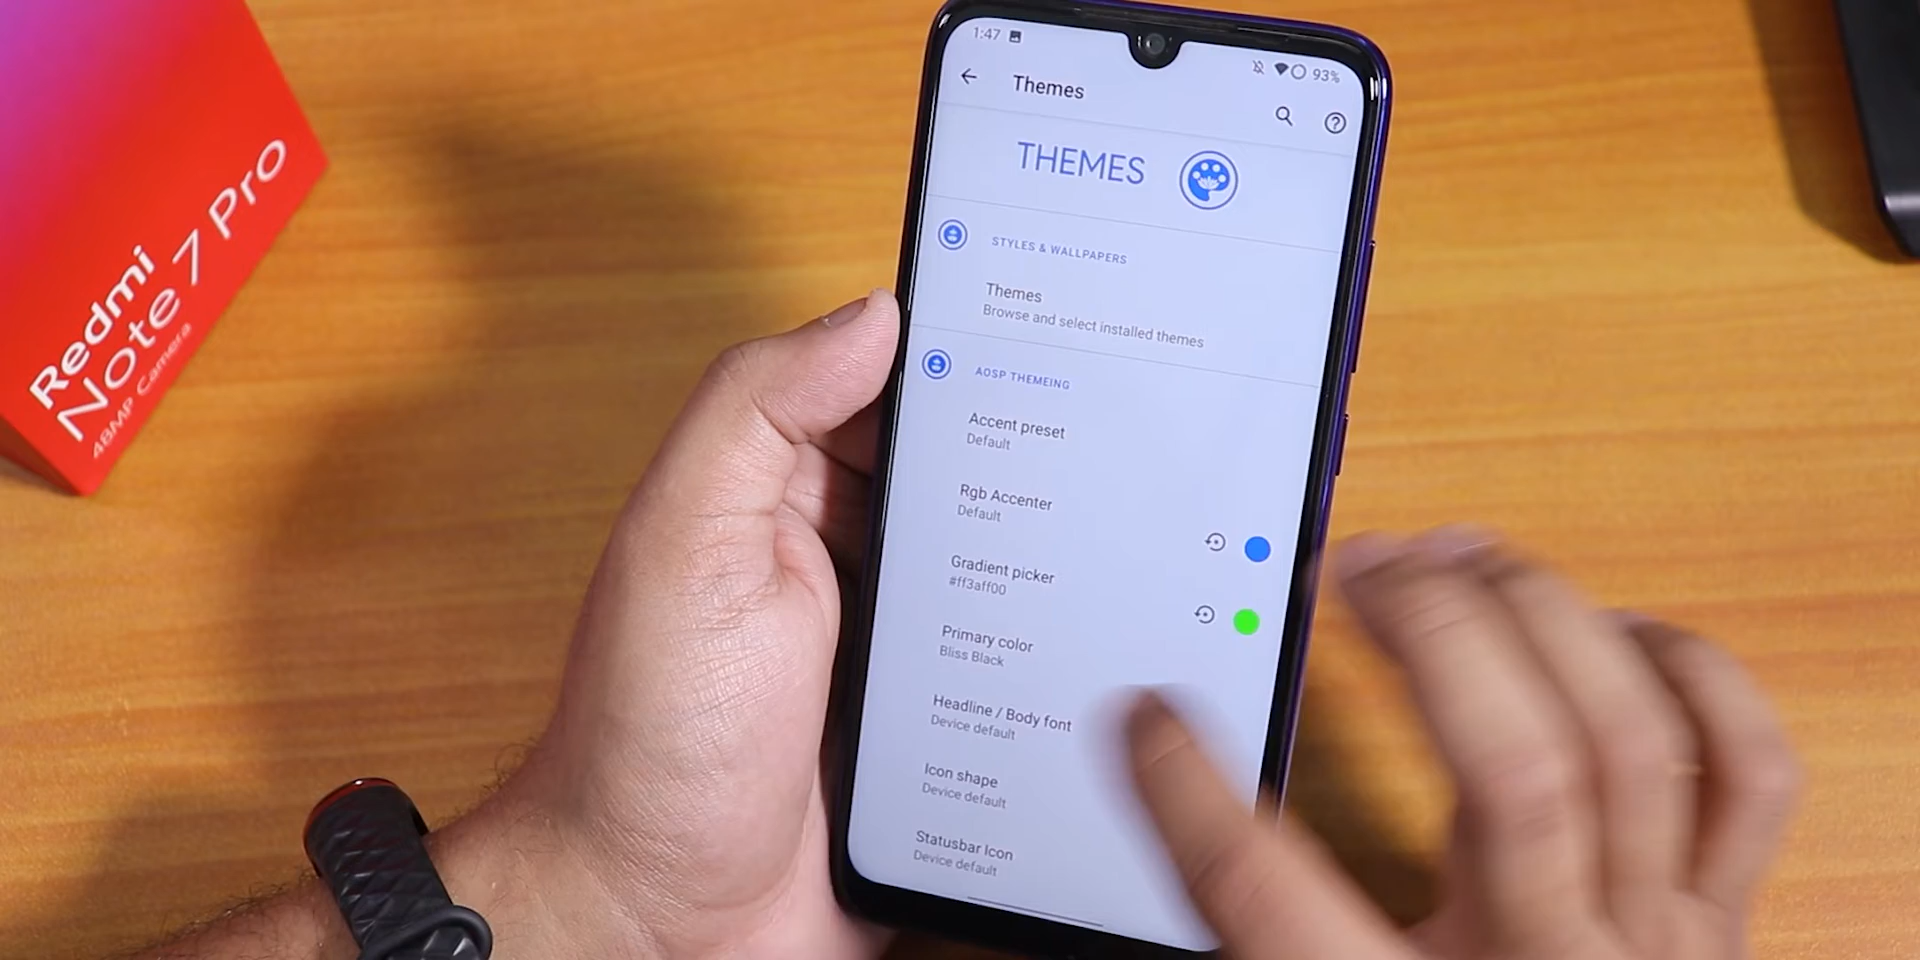 Redmi
Note 7 Pro
48MP Camera
1:47
93%
Themes
THEMES
STYLES & WALLPAPERS
Themes
Browse and select installed themes
AOSP THEMEING
Accent preset
Default
Rgb Accenter
Default
Gradient picker
#ff3aff00
Primary color
Bliss Black
Headline / Body font
Device default
Icon shape
Device default
Statusbar Icon
Device default